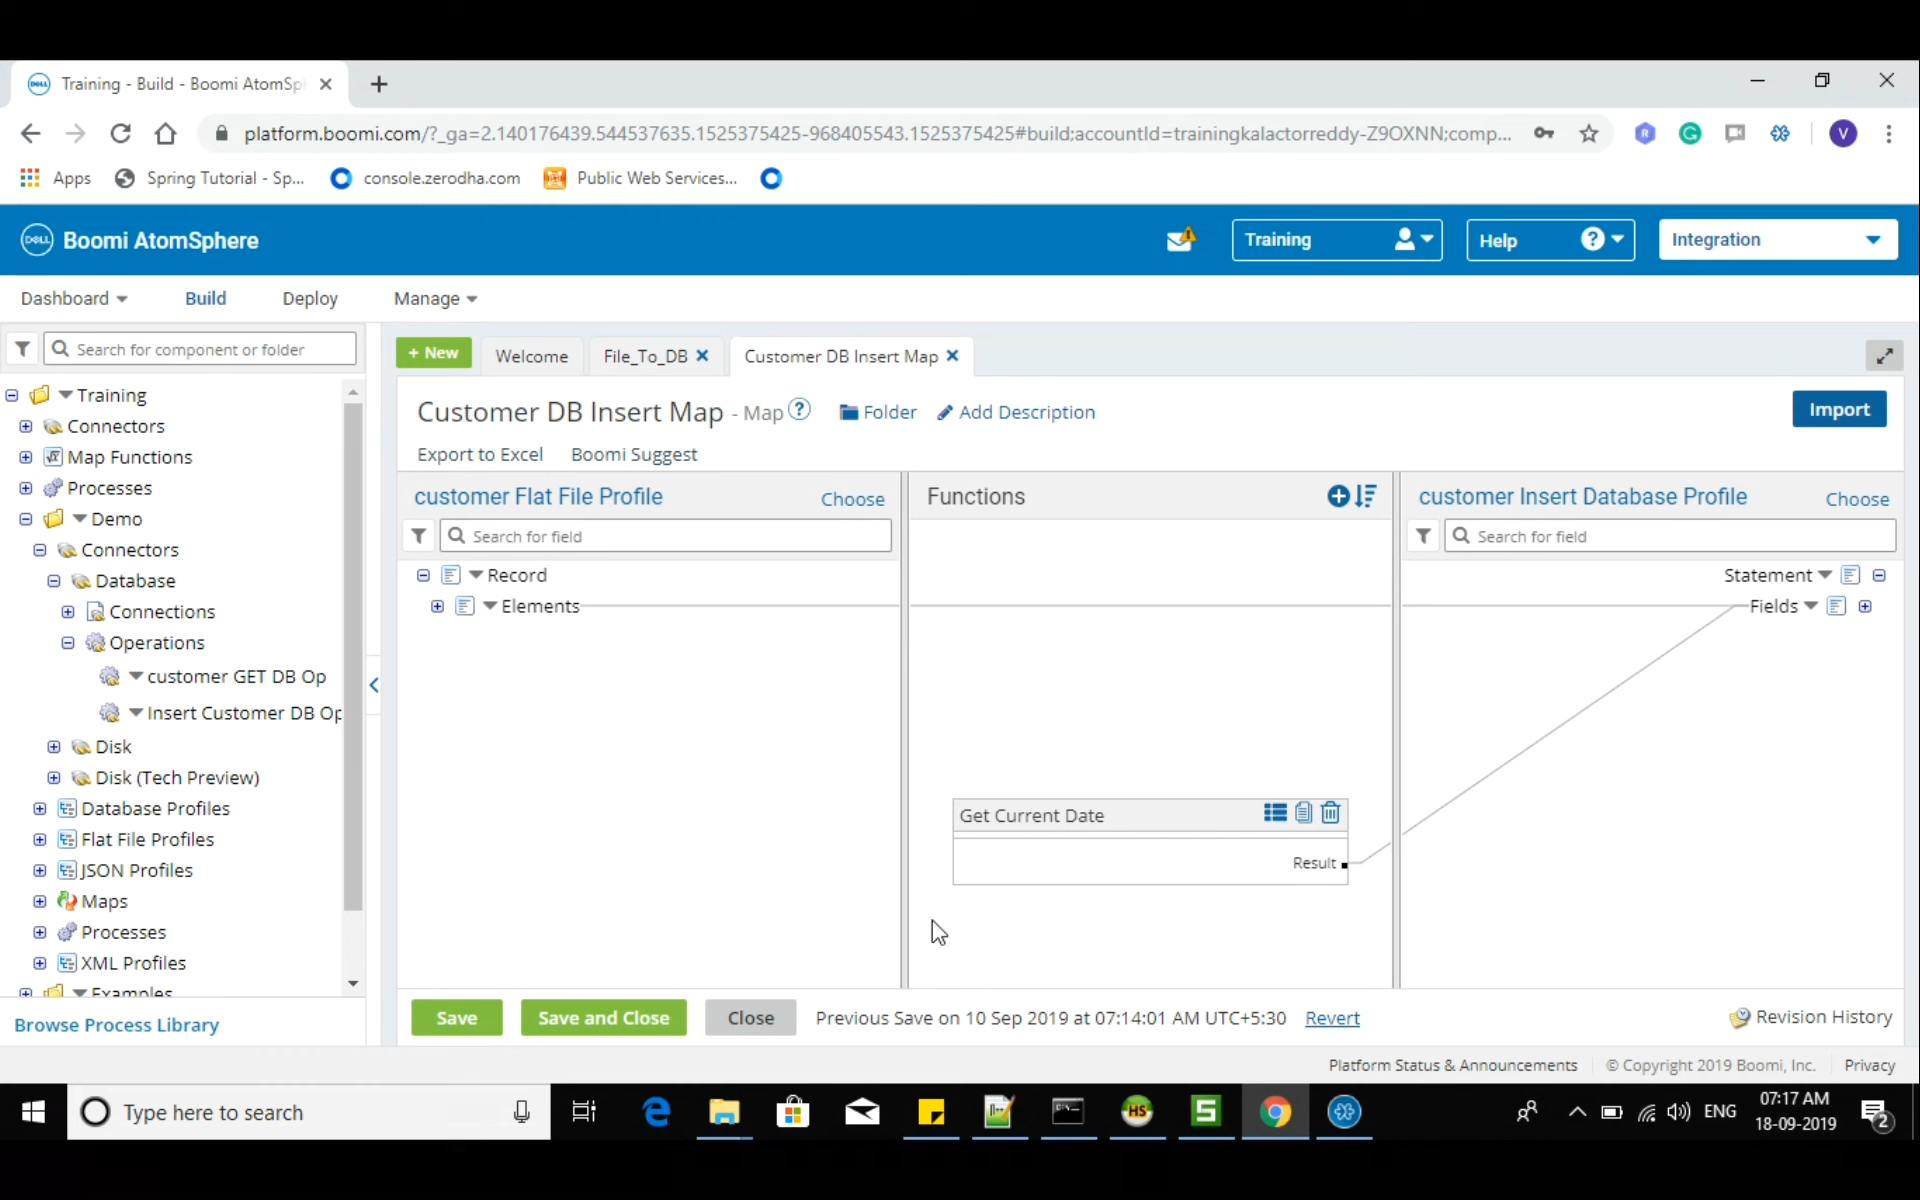 Training - Build - Boomi AtomSp
platform.boomi.com/?_ga=2.140176439.544537635.1525375425-968405543.1525375425#build;accountId=trainingkalactorreddy-Z9OXNN;comp...
V
Apps
Spring Tutorial - Sp...
console.zerodha.com
Public Web Services...
DELL
Boomi AtomSphere
Training
Help
Integration
Dashboard
Build
Deploy
Manage
Search for component or folder
+ New
Welcome
File_To_DB
Customer DB Insert Map
Training
Connectors
Map Functions
Processes
Demo
Connectors
Database
Connections
Operations
customer GET DB Op
Insert Customer DB Op
Disk
Disk (Tech Preview)
Database Profiles
Flat File Profiles
JSON Profiles
Maps
Processes
XML Profiles
Examples
Browse Process Library
Customer DB Insert Map - Map
Folder
Add Description
Import
Export to Excel
Boomi Suggest
customer Flat File Profile
Choose
Search for field
Record
Elements
Functions
Get Current Date
Result
customer Insert Database Profile
Choose
Search for field
Statement
Fields
Save
Save and Close
Close
Previous Save on 10 Sep 2019 at 07:14:01 AM UTC+5:30
Revert
Revision History
Platform Status & Announcements
© Copyright 2019 Boomi, Inc.
Privacy
Type here to search
HS
S
ENG
07:17 AM
18-09-2019
2